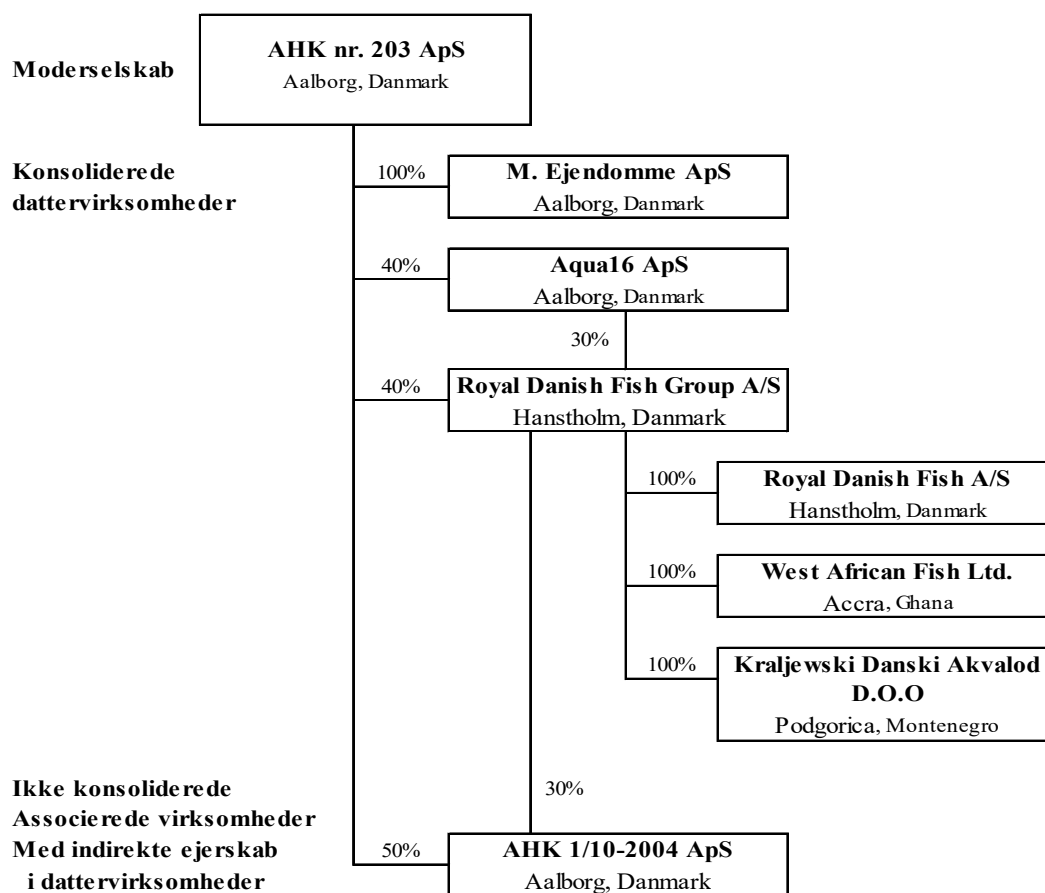 AHK nr. 203 ApS
Aalborg, Danmark
Moderselskab
Konsoliderede
dattervirksomheder
100%
M. Ejendomme ApS
Aalborg, Danmark
40%
Aqua16 ApS
Aalborg, Danmark
30%
40%
Royal Danish Fish Group A/S
Hanstholm, Danmark
100%
Royal Danish Fish A/S
Hanstholm, Danmark
100%
West African Fish Ltd.
Accra, Ghana
100%
Kraljewski Danski Akvalod
D.O.O
Podgorica, Montenegro
Ikke konsoliderede
Associerede virksomheder
Med indirekte ejerskab
i dattervirksomheder
30%
50%
AHK 1/10-2004 ApS
Aalborg, Danmark